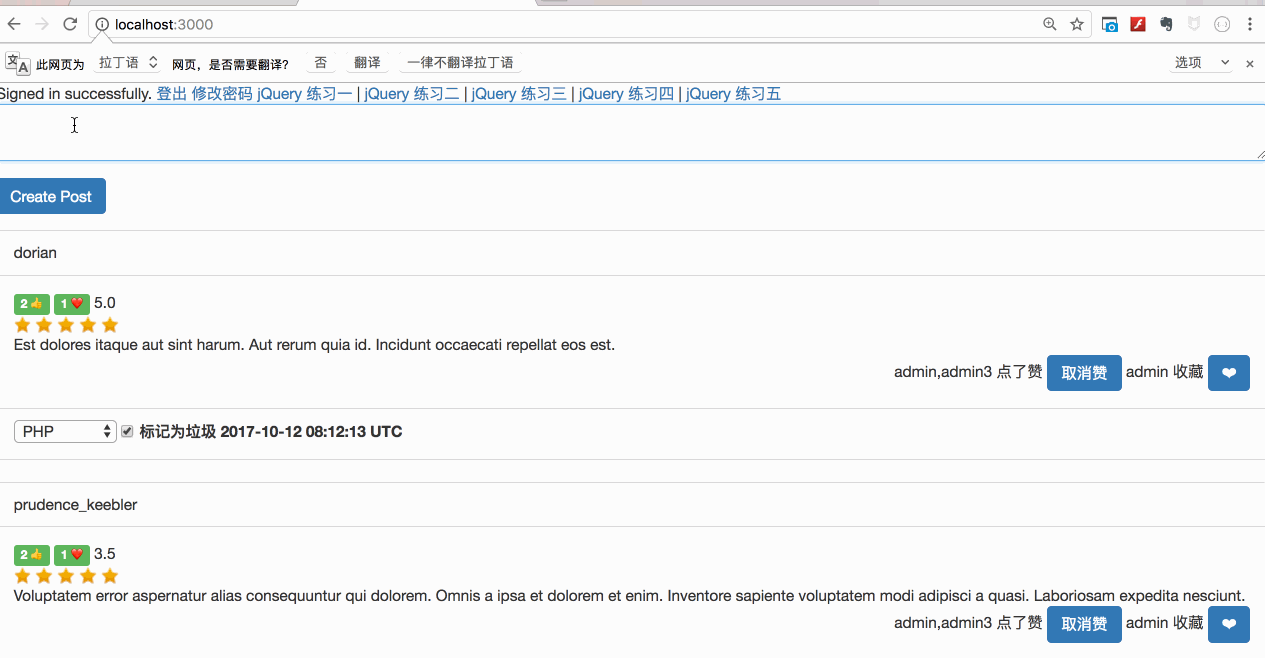 localhost:3000
此网页为 拉丁语 网页，是否需要翻译? 否 翻译 一律不翻译拉丁语 选项
Signed in successfully. 登出 修改密码 jQuery 练习一 | jQuery 练习二 | jQuery 练习三 | jQuery 练习四 | jQuery 练习五
Create Post
dorian
2👍 1❤️ 5.0
Est dolores itaque aut sint harum. Aut rerum quia id. Incidunt occaecati repellat eos est.
admin,admin3 点了赞 取消赞 admin 收藏 ❤
PHP 标记为垃圾 2017-10-12 08:12:13 UTC
prudence_keebler
2👍 1❤️ 3.5
Voluptatem error aspernatur alias consequuntur qui dolorem. Omnis a ipsa et dolorem et enim. Inventore sapiente voluptatem modi adipisci a quasi. Laboriosam expedita nesciunt.
admin,admin3 点了赞 取消赞 admin 收藏 ❤